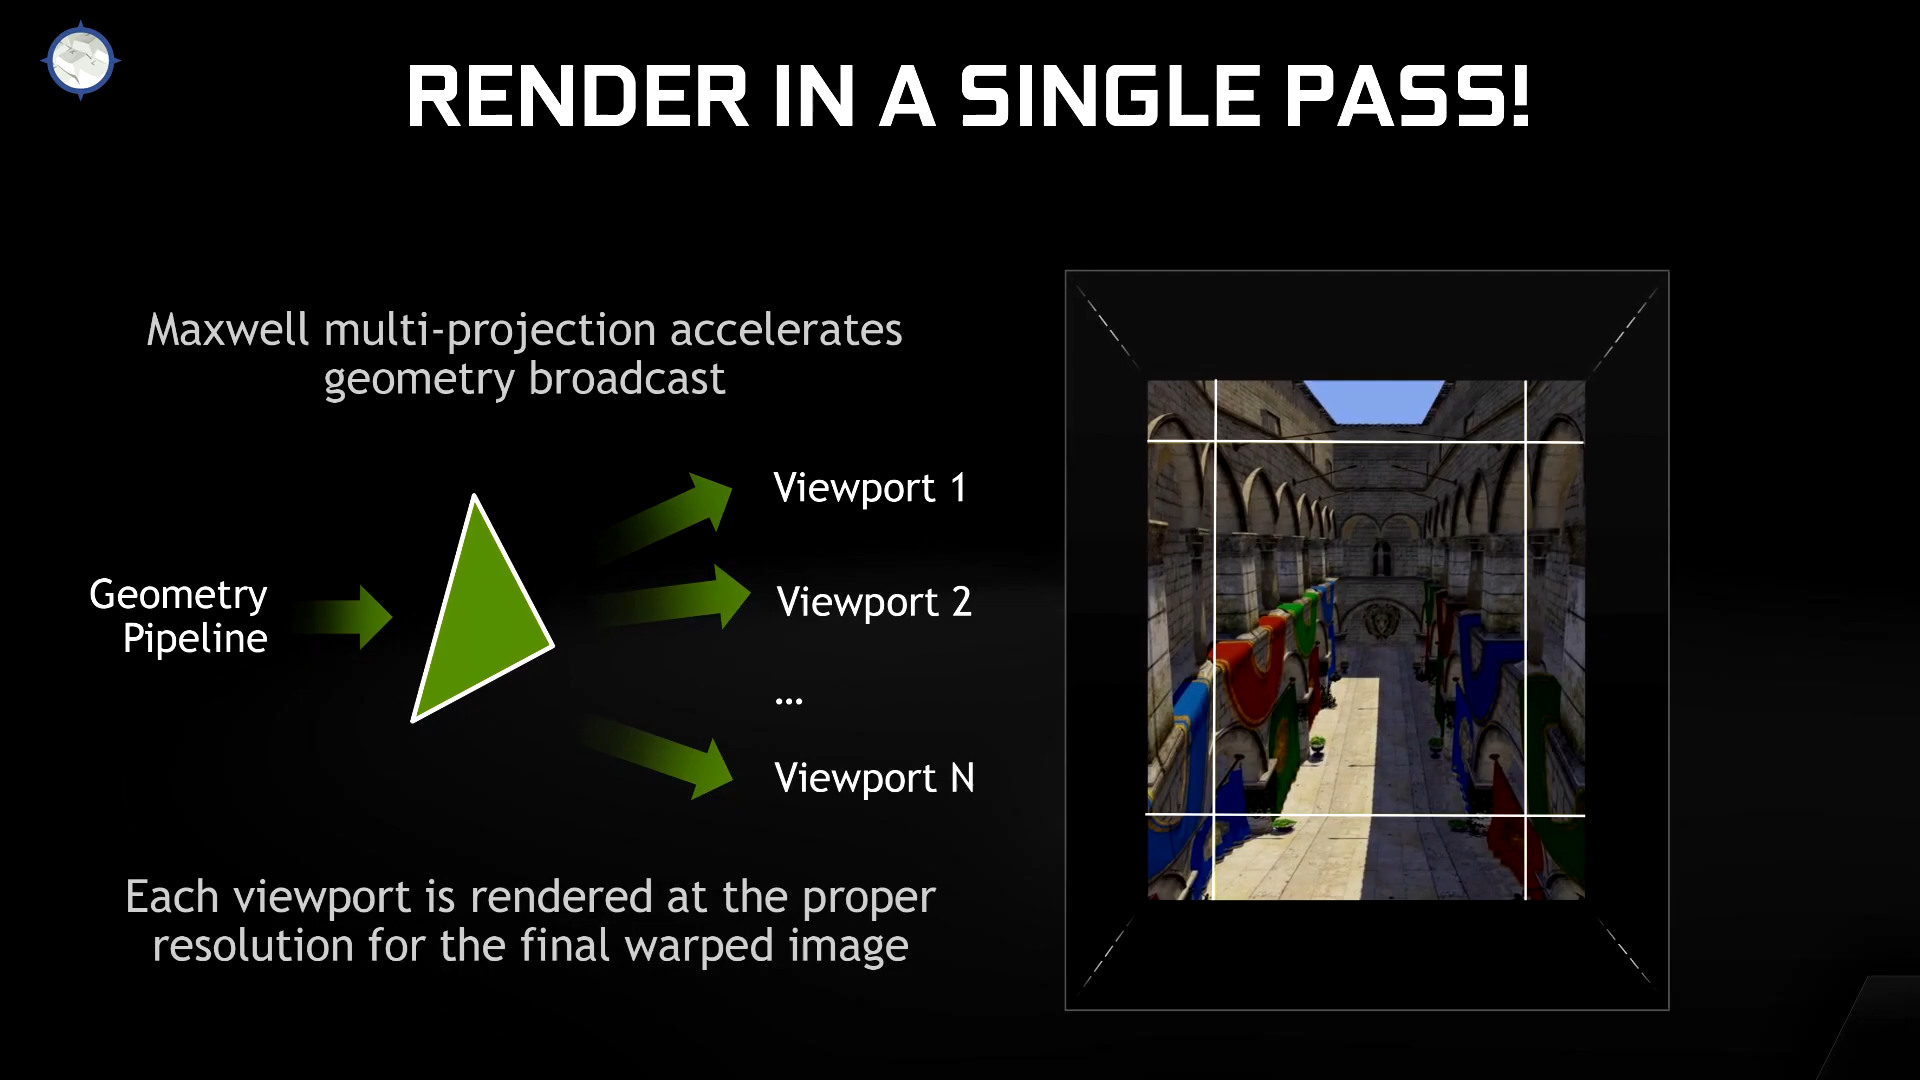 RENDER IN A SINGLE PASS!
Maxwell multi-projection accelerates
geometry broadcast
Geometry
Pipeline
Viewport 1
Viewport 2
...
Viewport N
Each viewport is rendered at the proper
resolution for the final warped image